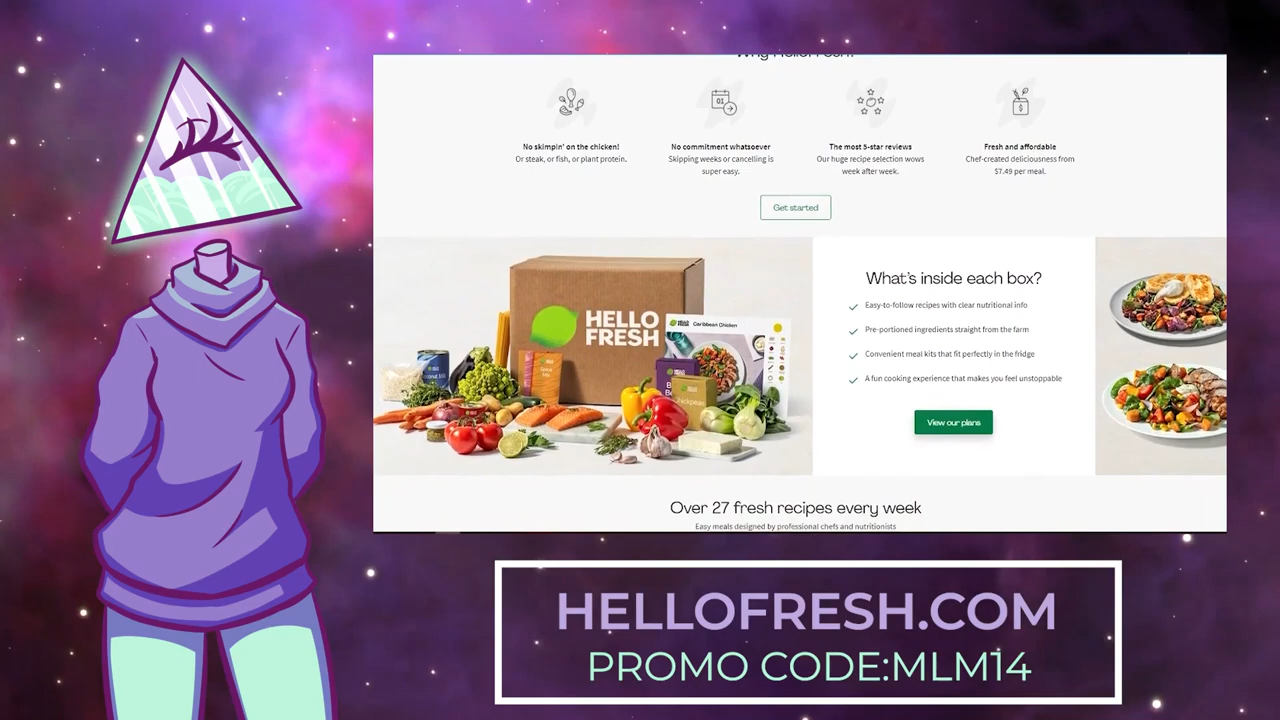 Why HelloFresh?
No skimpin' on the chicken!
Or steak, or fish, or plant protein.
No commitment whatsoever
Skipping weeks or cancelling is
super easy.
The most 5-star reviews
Our huge recipe selection wows
week after week.
Fresh and affordable
Chef-created deliciousness from
$7.49 per meal.
01
$
Get started
HELLO
FRESH
Caribbean Chicken
Chickpeas
What's inside each box?
Easy-to-follow recipes with clear nutritional info
Pre-portioned ingredients straight from the farm
Convenient meal kits that fit perfectly in the fridge
A fun cooking experience that makes you feel unstoppable
View our plans
Over 27 fresh recipes every week
Easy meals designed by professional chefs and nutritionists
HELLOFRESH.COM
PROMO CODE:MLM14